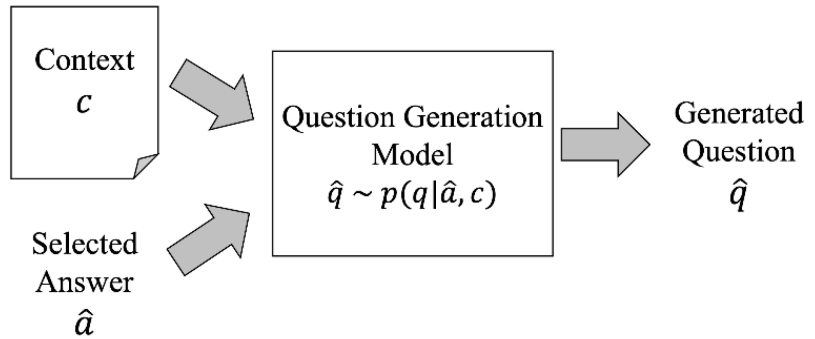 Context
c
Selected
Answer
â
Question Generation
Model
q̂ ~ p(q|â, c)
Generated
Question
q̂